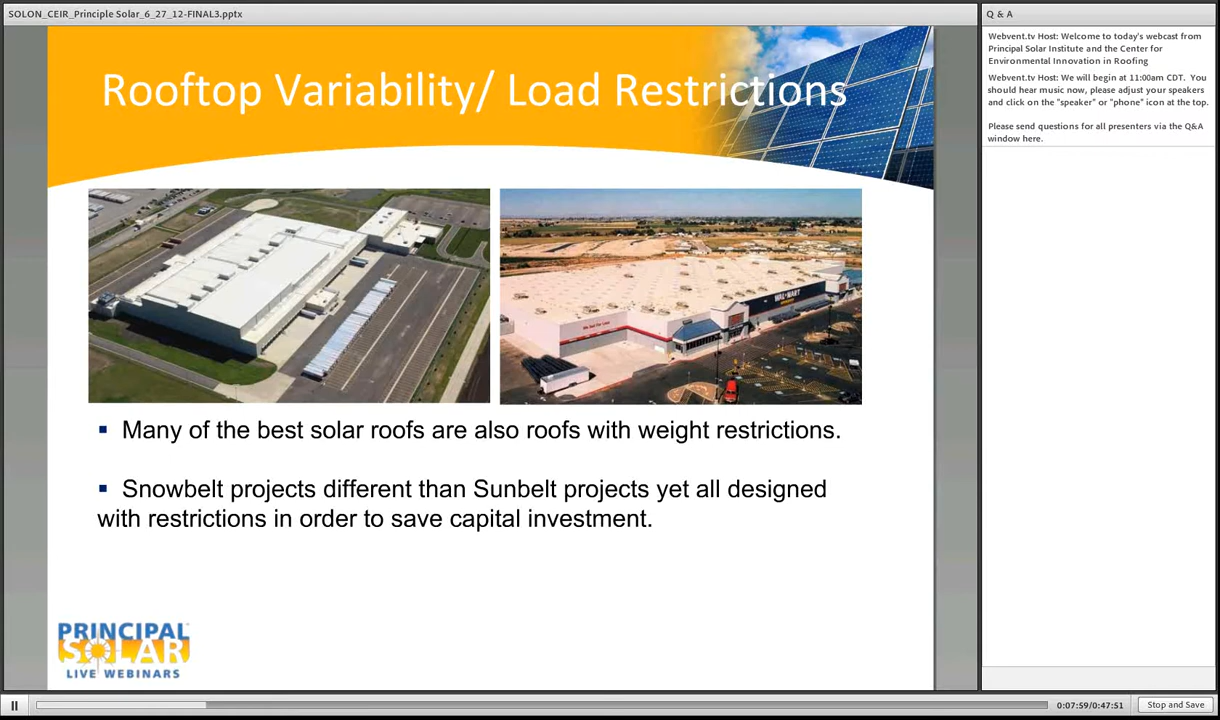 SOLON_CEIR_Principle Solar_6_27_12-FINAL3.pptx
Rooftop Variability/ Load Restrictions
WAL★MART
▪ Many of the best solar roofs are also roofs with weight restrictions.
▪ Snowbelt projects different than Sunbelt projects yet all designed
with restrictions in order to save capital investment.
PRINCIPAL
SOLAR
LIVE WEBINARS
Q & A
Webvent.tv Host: Welcome to today's webcast from
Principal Solar Institute and the Center for
Environmental Innovation in Roofing
Webvent.tv Host: We will begin at 11:00am CDT. You
should hear music now, please adjust your speakers
and click on the "speaker" or "phone" icon at the top.
Please send questions for all presenters via the Q&A
window here.
0:07:59/0:47:51
Stop and Save